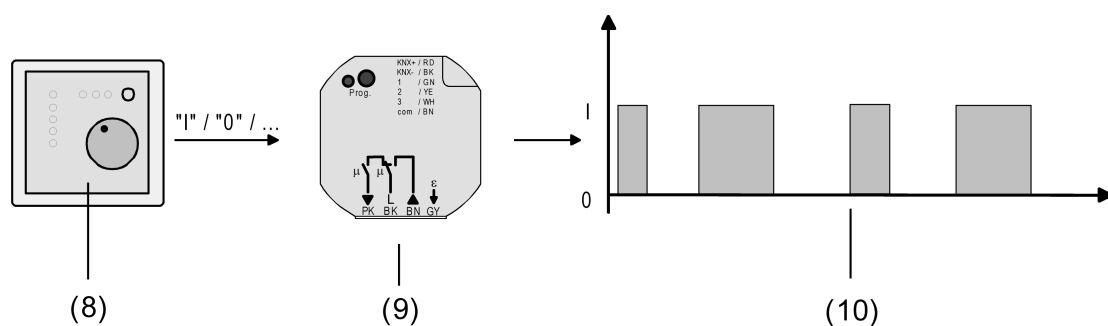 "I" / "0" / ...
KNX+ / RD
KNX- / BK
1 / GN
2 / YE
3 / WH
com / BN
Prog.
μ μ
L
ε
PK BK BN GY
I
0
(8)
(9)
(10)